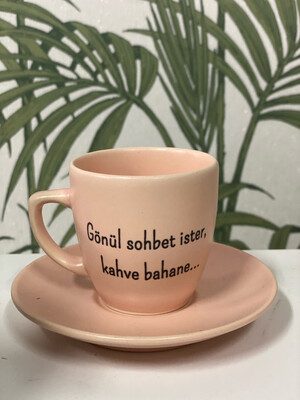 Gönül sohbet ister,
kahve bahane...